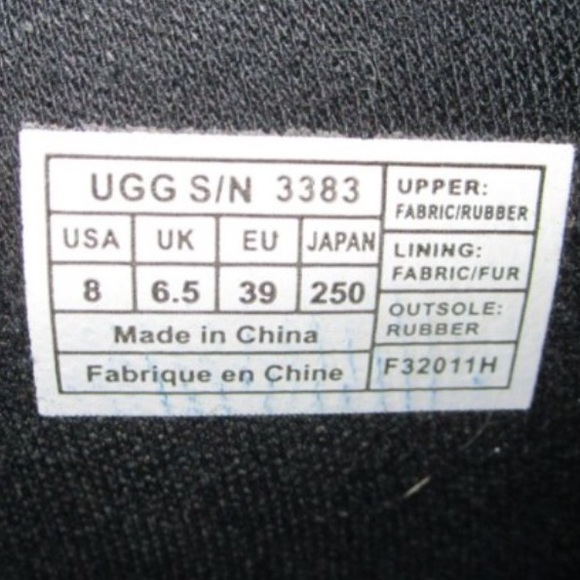 UGG S/N 3383
USA UK EU JAPAN
8 6.5 39 250
Made in China
Fabrique en Chine
UPPER:
FABRIC/RUBBER
LINING:
FABRIC/FUR
OUTSOLE:
RUBBER
F32011H